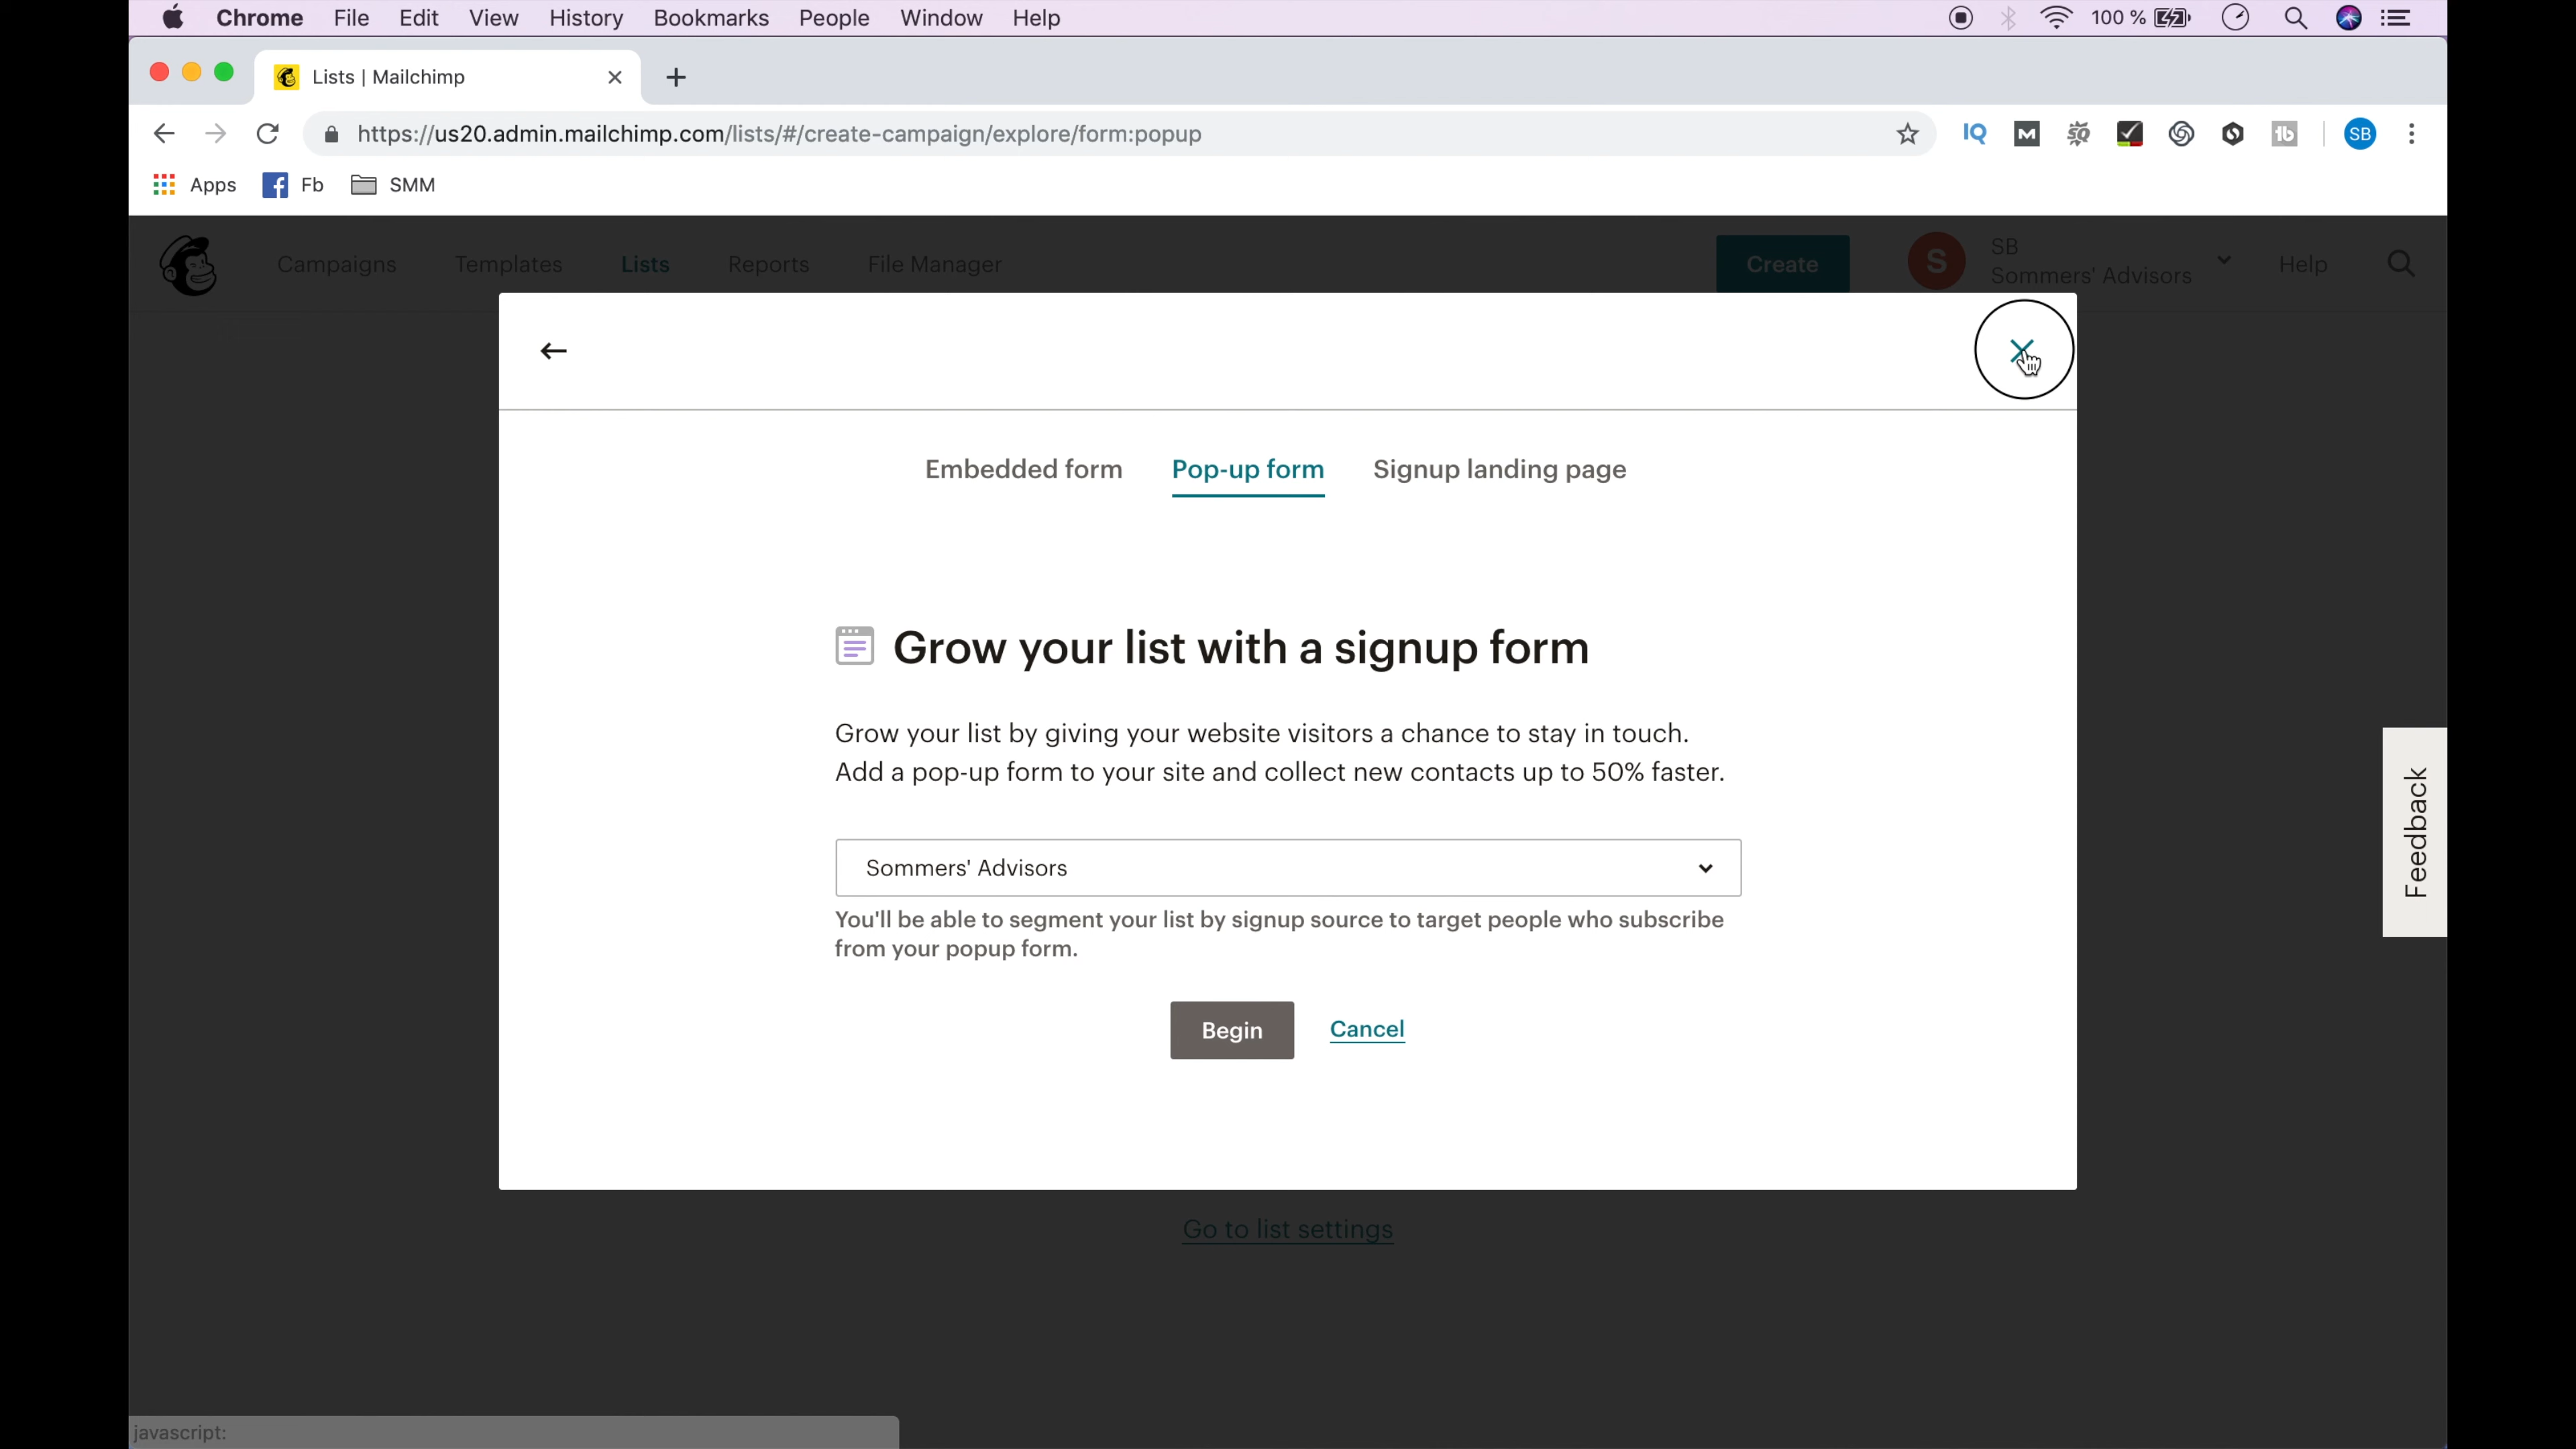 Chrome File Edit View History Bookmarks People Window Help 100 %
Lists | Mailchimp
https://us20.admin.mailchimp.com/lists/#/create-campaign/explore/form:popup IQ M SQ tb SB
Apps Fb SMM
Campaigns Templates Lists Reports File Manager Create S SB Help
Sommers' Advisors
Embedded form Pop-up form Signup landing page
Grow your list with a signup form
Grow your list by giving your website visitors a chance to stay in touch.
Add a pop-up form to your site and collect new contacts up to 50% faster.
Sommers' Advisors
You'll be able to segment your list by signup source to target people who subscribe
from your popup form.
Begin Cancel
Feedback
Go to list settings
javascript: